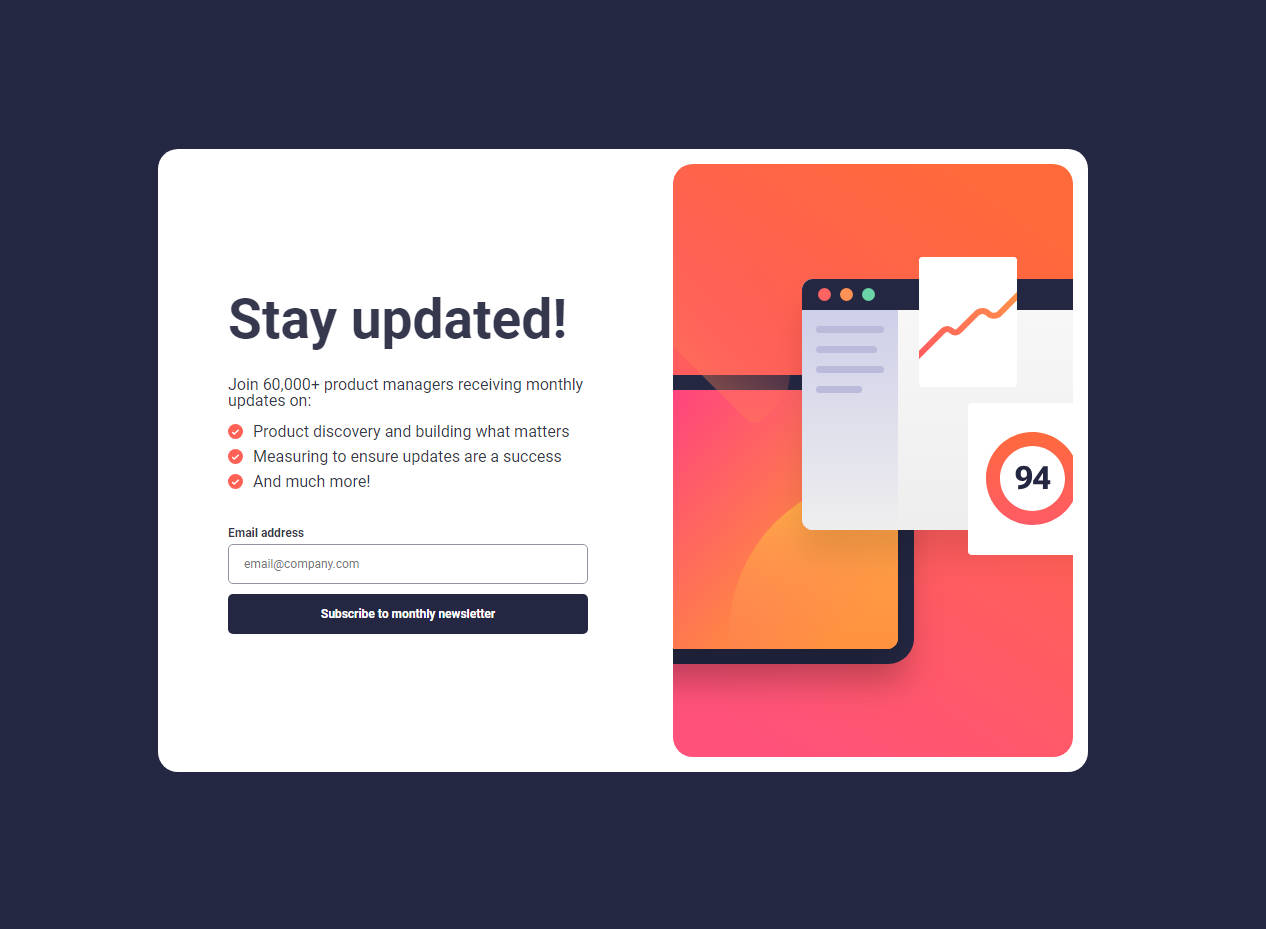 Stay updated!
Join 60,000+ product managers receiving monthly
updates on:
Product discovery and building what matters
Measuring to ensure updates are a success
And much more!
Email address
email@company.com
Subscribe to monthly newsletter
94